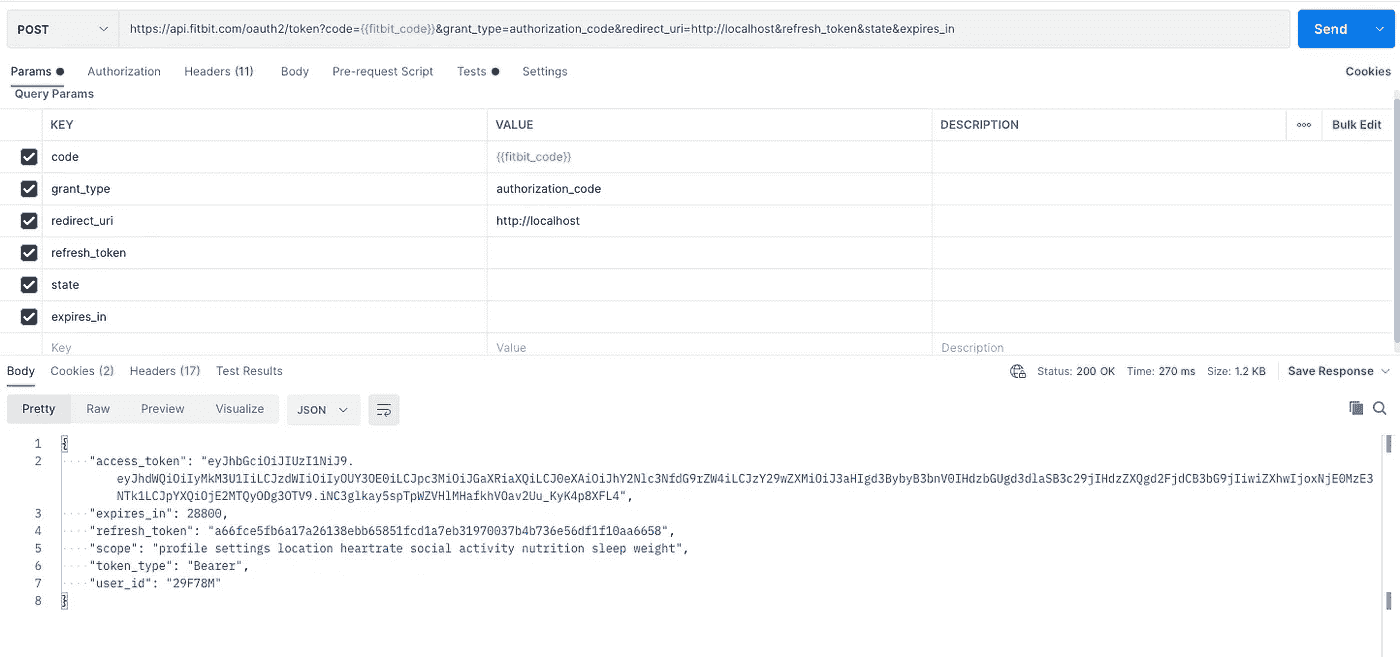 POST https://api.fitbit.com/oauth2/token?code={{fitbit_code}}&grant_type=authorization_code&redirect_uri=http://localhost&refresh_token&state&expires_in Send
Params Authorization Headers (11) Body Pre-request Script Tests Settings Cookies
Query Params
KEY VALUE DESCRIPTION ooo Bulk Edit
code {{fitbit_code}}
grant_type authorization_code
redirect_uri http://localhost
refresh_token
state
expires_in
Key Value Description
Body Cookies (2) Headers (17) Test Results Status: 200 OK Time: 270 ms Size: 1.2 KB Save Response
Pretty Raw Preview Visualize JSON
1 {
2 "access_token": "eyJhbGciOiJIUzI1NiJ9.
eyJhdWQiOiIyMkM3U1IiLCJzdWIiOiIyOUY3OE0iLCJpc3MiOiJGaXRiaXQiLCJ0eXAiOiJhY2Nlc3NfdG9rZW4iLCJzY29wZXMiOiJ3aHIgd3BybyB3bnV0IHdzbGUgd3dlaSB3c29jIHdzZXQgd2FjdCB3bG9jIiwiZXhwIjoxNjE0MzE3
NTk1LCJpYXQiOjE2MTQyODg3OTV9.iNC3glkay5spTpWZVHlMHafkhVOav2Uu_KyK4p8XFL4",
3 "expires_in": 28800,
4 "refresh_token": "a66fce5fb6a17a26138ebb65851fcd1a7eb31970037b4b736e56df1f10aa6658",
5 "scope": "profile settings location heartrate social activity nutrition sleep weight",
6 "token_type": "Bearer",
7 "user_id": "29F78M"
8 }